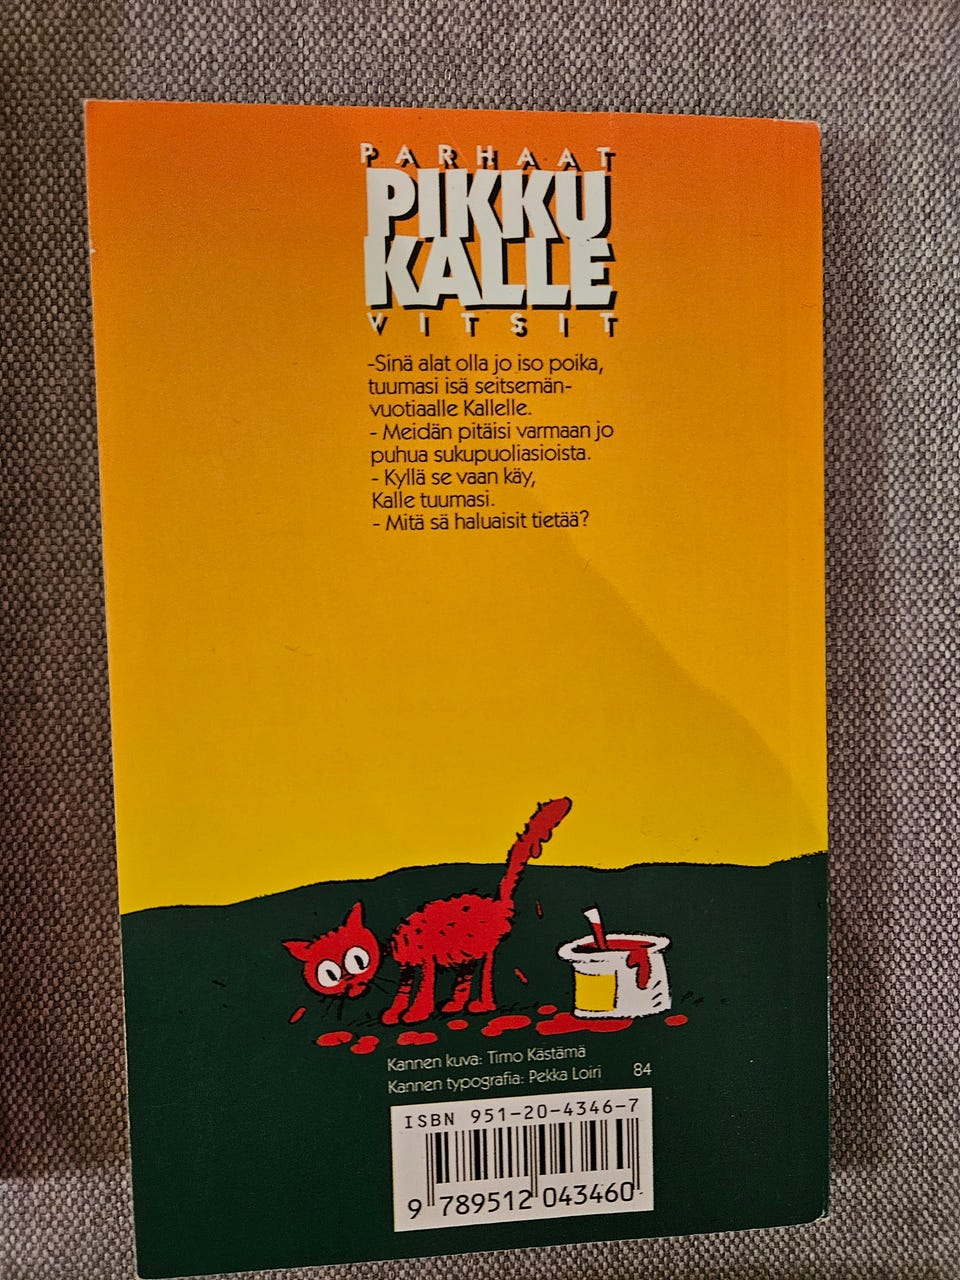 PARHAAT
PIKKU
KALLE
VITSIT
-Sinä alat olla jo iso poika,
tuumasi isä seitsemän-
vuotiaalle Kallelle.
- Meidän pitäisi varmaan jo
puhua sukupuoliasioista.
- Kyllä se vaan käy,
Kalle tuumasi.
- Mitä sä haluaisit tietää?
Kannen kuva: Timo Kästämä
Kannen typografia: Pekka Loiri 84
ISBN 951-20-4346-7
9 789512 043460